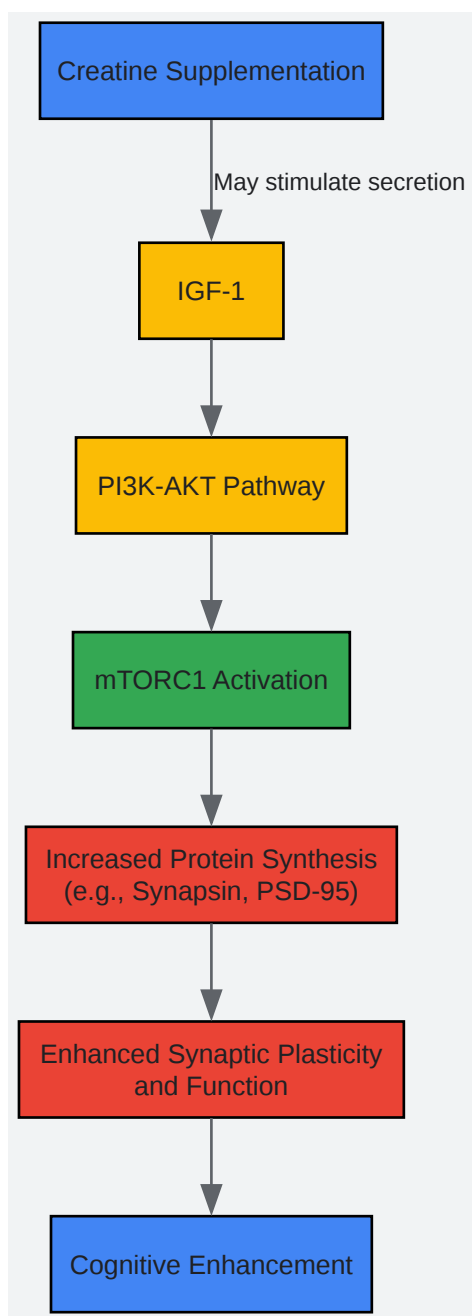 Creatine Supplementation
May stimulate secretion
IGF-1
PI3K-AKT Pathway
mTORC1 Activation
Increased Protein Synthesis
(e.g., Synapsin, PSD-95)
Enhanced Synaptic Plasticity
and Function
Cognitive Enhancement